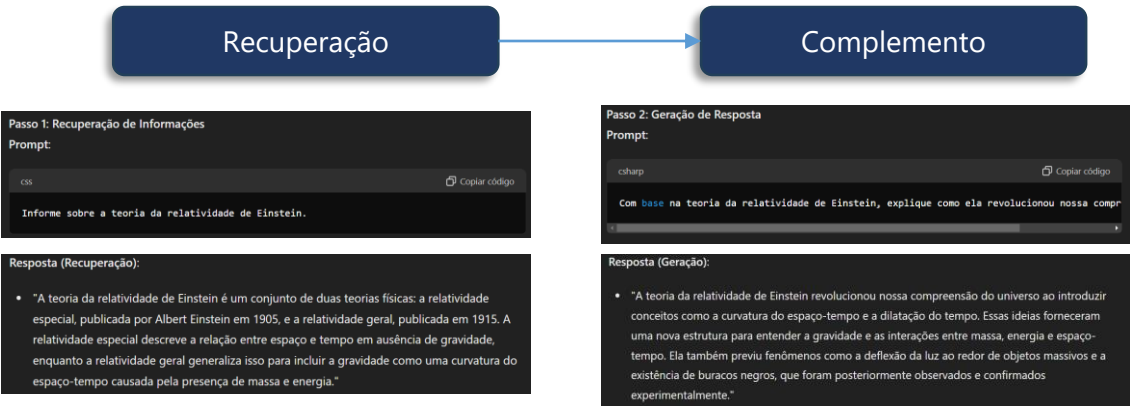 Recuperação
Complemento
Passo 1: Recuperação de Informações
Prompt:
css
Copiar código
Informe sobre a teoria da relatividade de Einstein.
Resposta (Recuperação):
• "A teoria da relatividade de Einstein é um conjunto de duas teorias físicas: a relatividade
especial, publicada por Albert Einstein em 1905, e a relatividade geral, publicada em 1915. A
relatividade especial descreve a relação entre espaço e tempo em ausência de gravidade,
enquanto a relatividade geral generaliza isso para incluir a gravidade como uma curvatura do
espaço-tempo causada pela presença de massa e energia."
Passo 2: Geração de Resposta
Prompt:
csharp
Copiar código
Com base na teoria da relatividade de Einstein, explique como ela revolucionou nossa compr
Resposta (Geração):
• "A teoria da relatividade de Einstein revolucionou nossa compreensão do universo ao introduzir
conceitos como a curvatura do espaço-tempo e a dilatação do tempo. Essas ideias forneceram
uma nova estrutura para entender a gravidade e as interações entre massa, energia e espaço-
tempo. Ela também previu fenômenos como a deflexão da luz ao redor de objetos massivos e a
existência de buracos negros, que foram posteriormente observados e confirmados
experimentalmente."